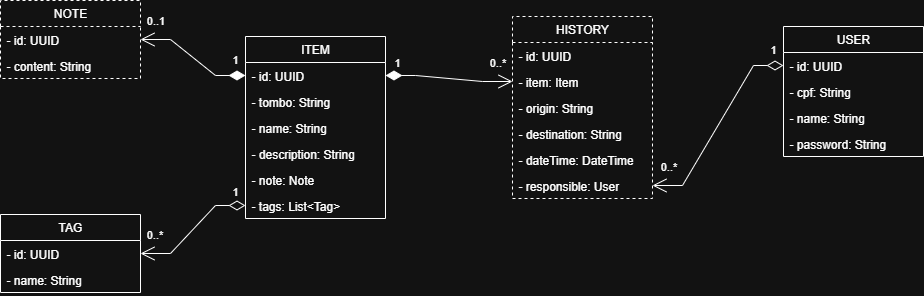 NOTE
- id: UUID
- content: String
0..1
1
ITEM
- id: UUID
- tombo: String
- name: String
- description: String
- note: Note
- tags: List<Tag>
1
0..*
TAG
- id: UUID
- name: String
1
0..*
HISTORY
- id: UUID
- item: Item
- origin: String
- destination: String
- dateTime: DateTime
- responsible: User
0..*
1
USER
- id: UUID
- cpf: String
- name: String
- password: String